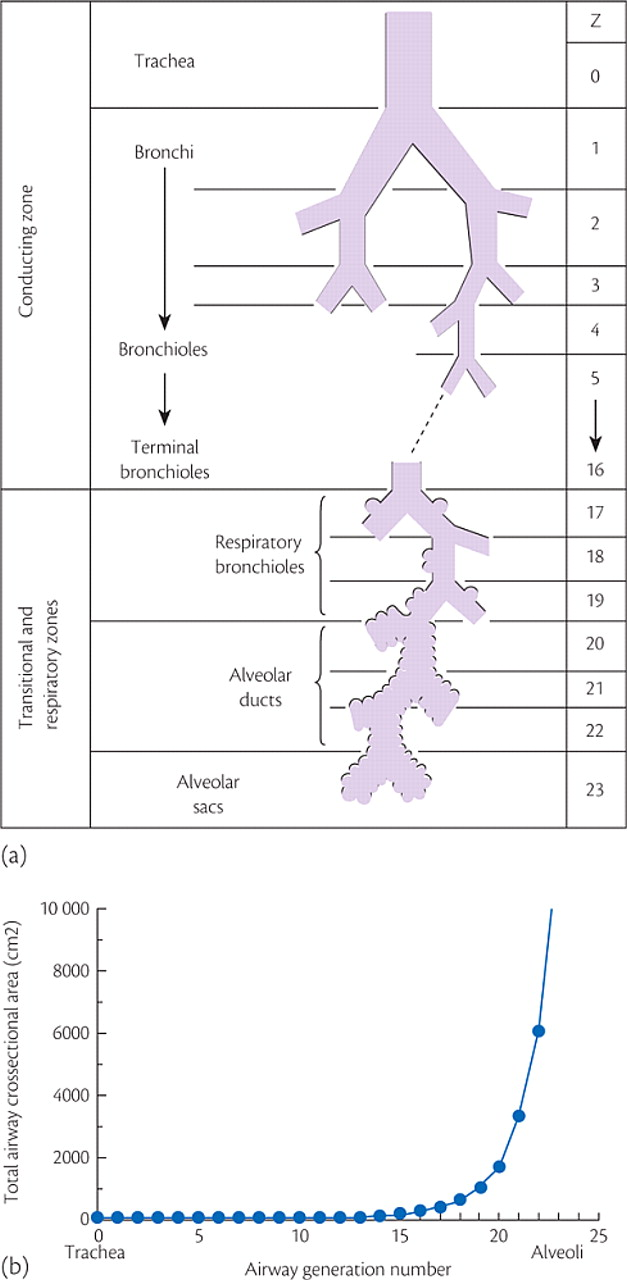 Z
Trachea
0
Bronchi
1
2
3
Conducting zone
Bronchioles
4
5
Terminal
bronchioles
16
Respiratory
bronchioles
17
18
19
Transitional and
respiratory zones
Alveolar
ducts
20
21
22
Alveolar
sacs
23
(a)
Total airway crossectional area (cm2)
10 000
8000
6000
4000
2000
0
0
5
10
15
20
25
Trachea
Alveoli
Airway generation number
(b)